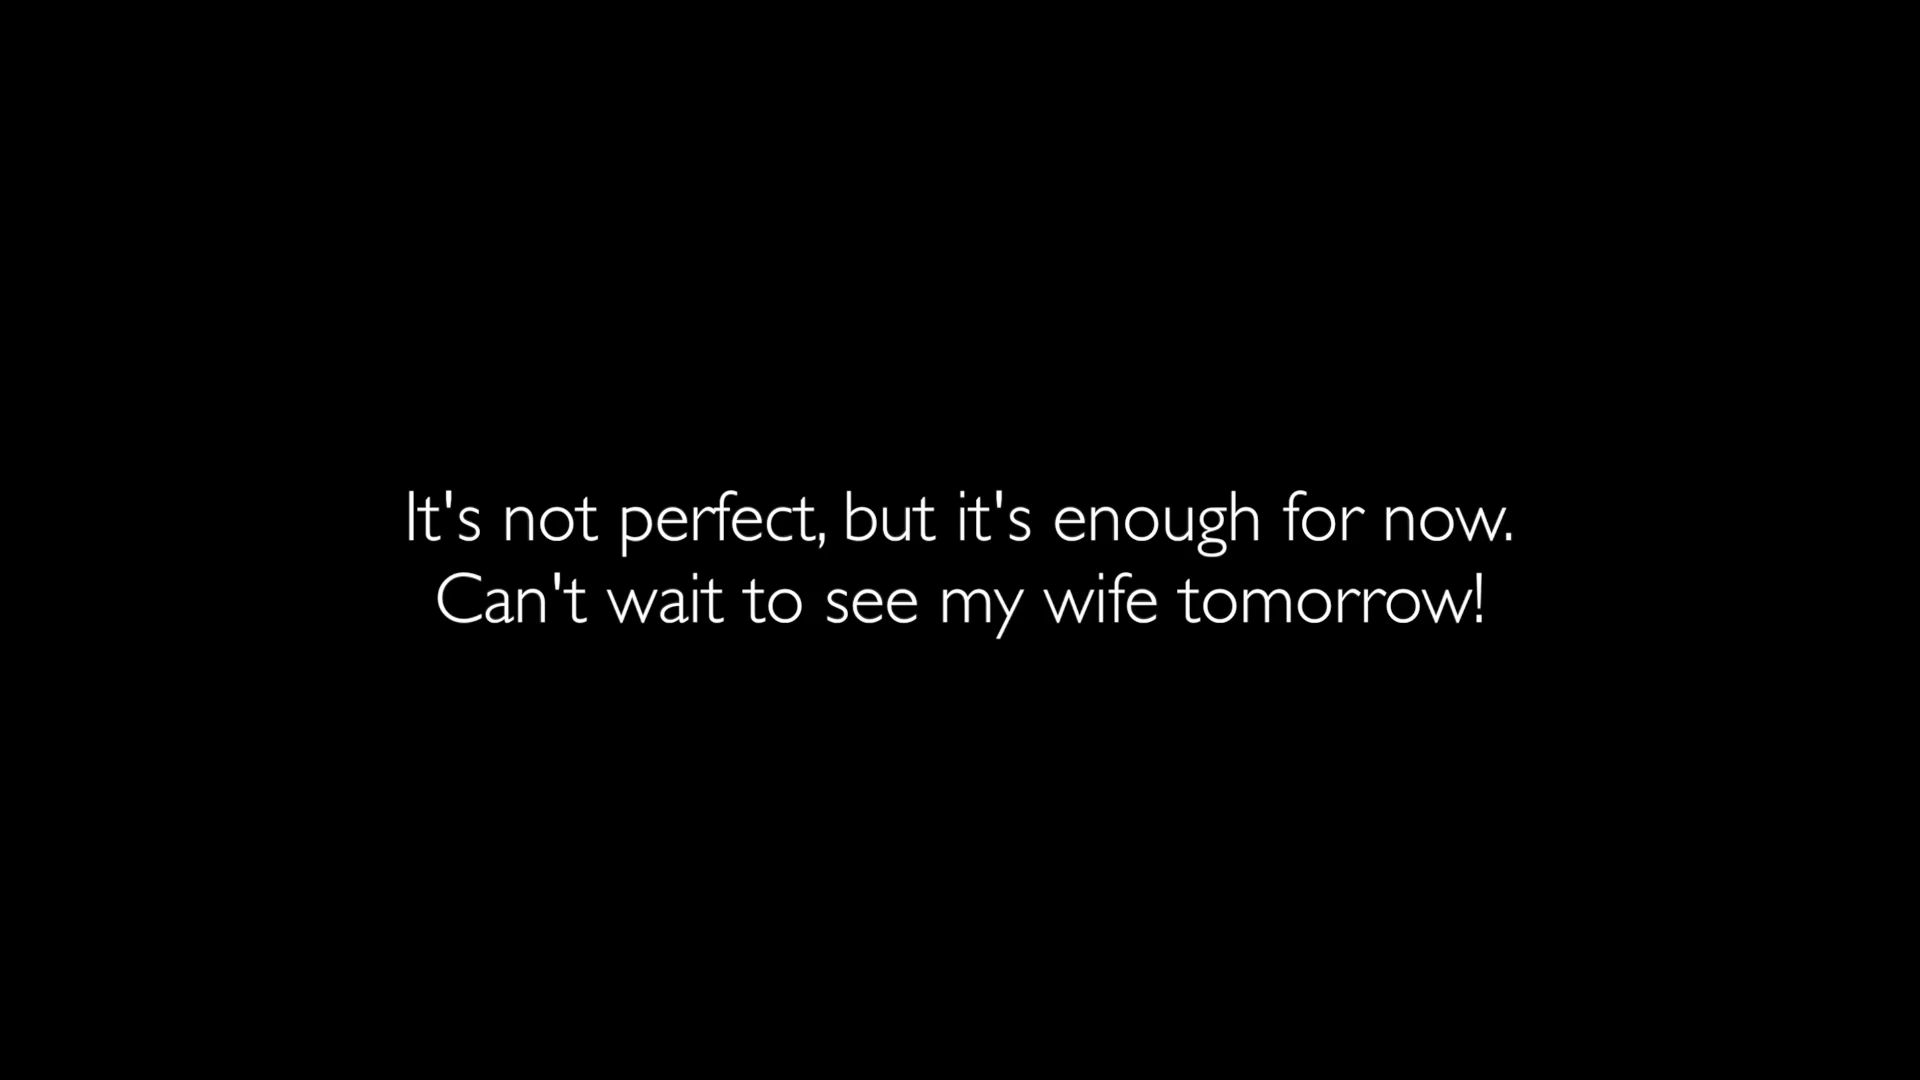 It's not perfect, but it's enough for now.
Can't wait to see my wife tomorrow!